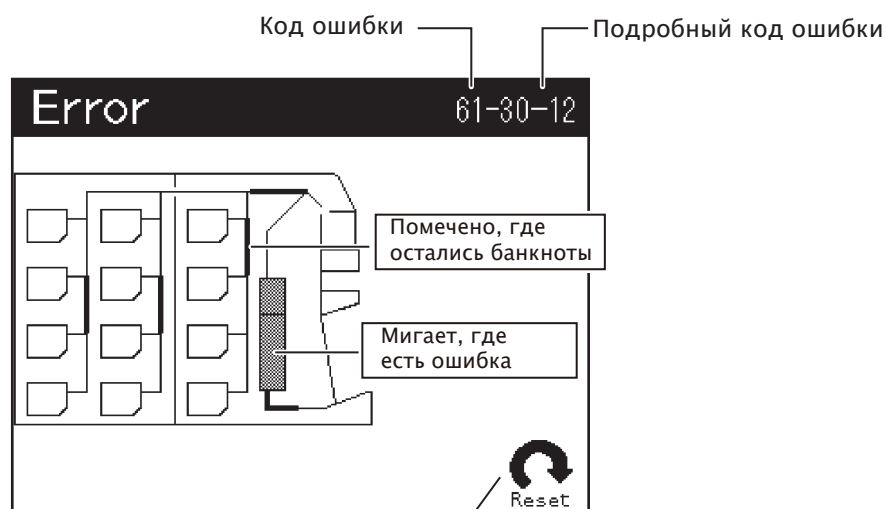 Код ошибки
Подробный код ошибки
Error
61-30-12
Помечено, где
остались банкноты
Мигает, где
есть ошибка
Reset